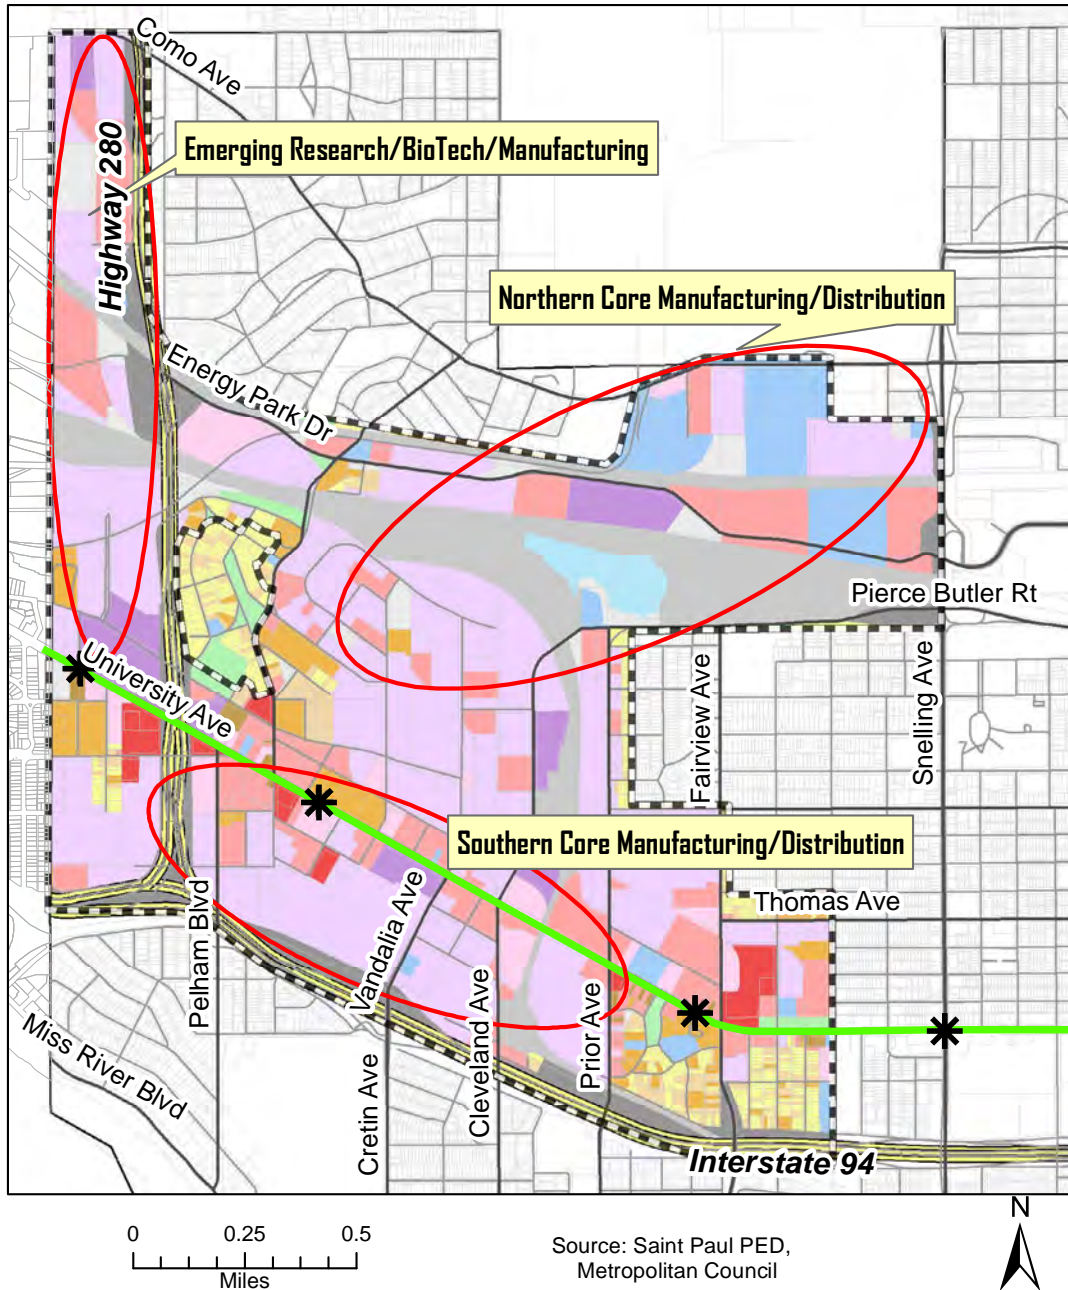 Como Ave
Highway 280
Emerging Research/BioTech/Manufacturing
Northern Core Manufacturing/Distribution
Energy Park Dr
Pierce Butler Rt
University Ave
Fairview Ave
Snelling Ave
Southern Core Manufacturing/Distribution
Thomas Ave
Pelham Blvd
Vandalia Ave
Miss River Blvd
Cretin Ave
Cleveland Ave
Prior Ave
Interstate 94
N
0 0.25 0.5
Miles
Source: Saint Paul PED,
Metropolitan Council